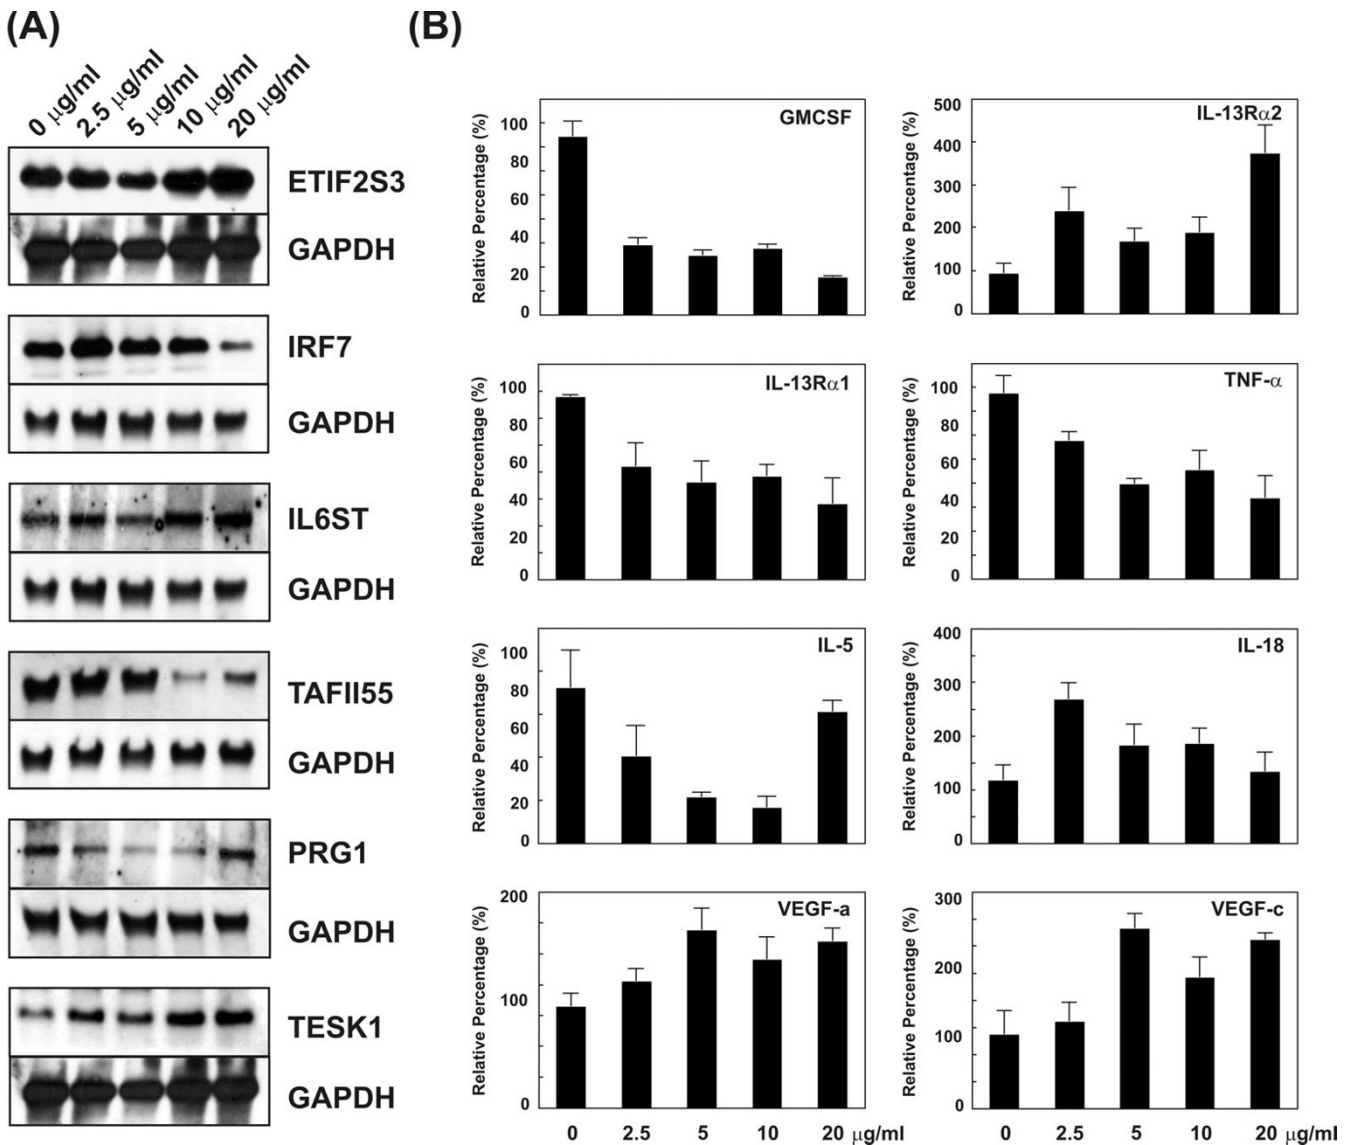 (A)
0 μg/ml
2.5 μg/ml
5 μg/ml
10 μg/ml
20 μg/ml
ETIF2S3
GAPDH
IRF7
GAPDH
IL6ST
GAPDH
TAFII55
GAPDH
PRG1
GAPDH
TESK1
GAPDH
(B)
GMCSF
Relative Percentage (%)
100
80
60
40
20
0
IL-13Rα2
Relative Percentage (%)
500
400
300
200
100
0
IL-13Rα1
Relative Percentage (%)
100
80
60
40
20
0
TNF-α
Relative Percentage (%)
100
80
60
40
20
0
IL-5
Relative Percentage (%)
100
80
60
40
20
0
IL-18
Relative Percentage (%)
400
300
200
100
0
VEGF-a
Relative Percentage (%)
200
100
0
0 2.5 5 10 20 μg/ml
VEGF-c
Relative Percentage (%)
300
200
100
0
0 2.5 5 10 20 μg/ml